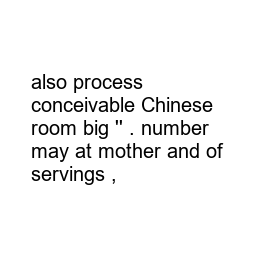 also process
conceivable Chinese
room big " . number
may at mother and of
servings ,